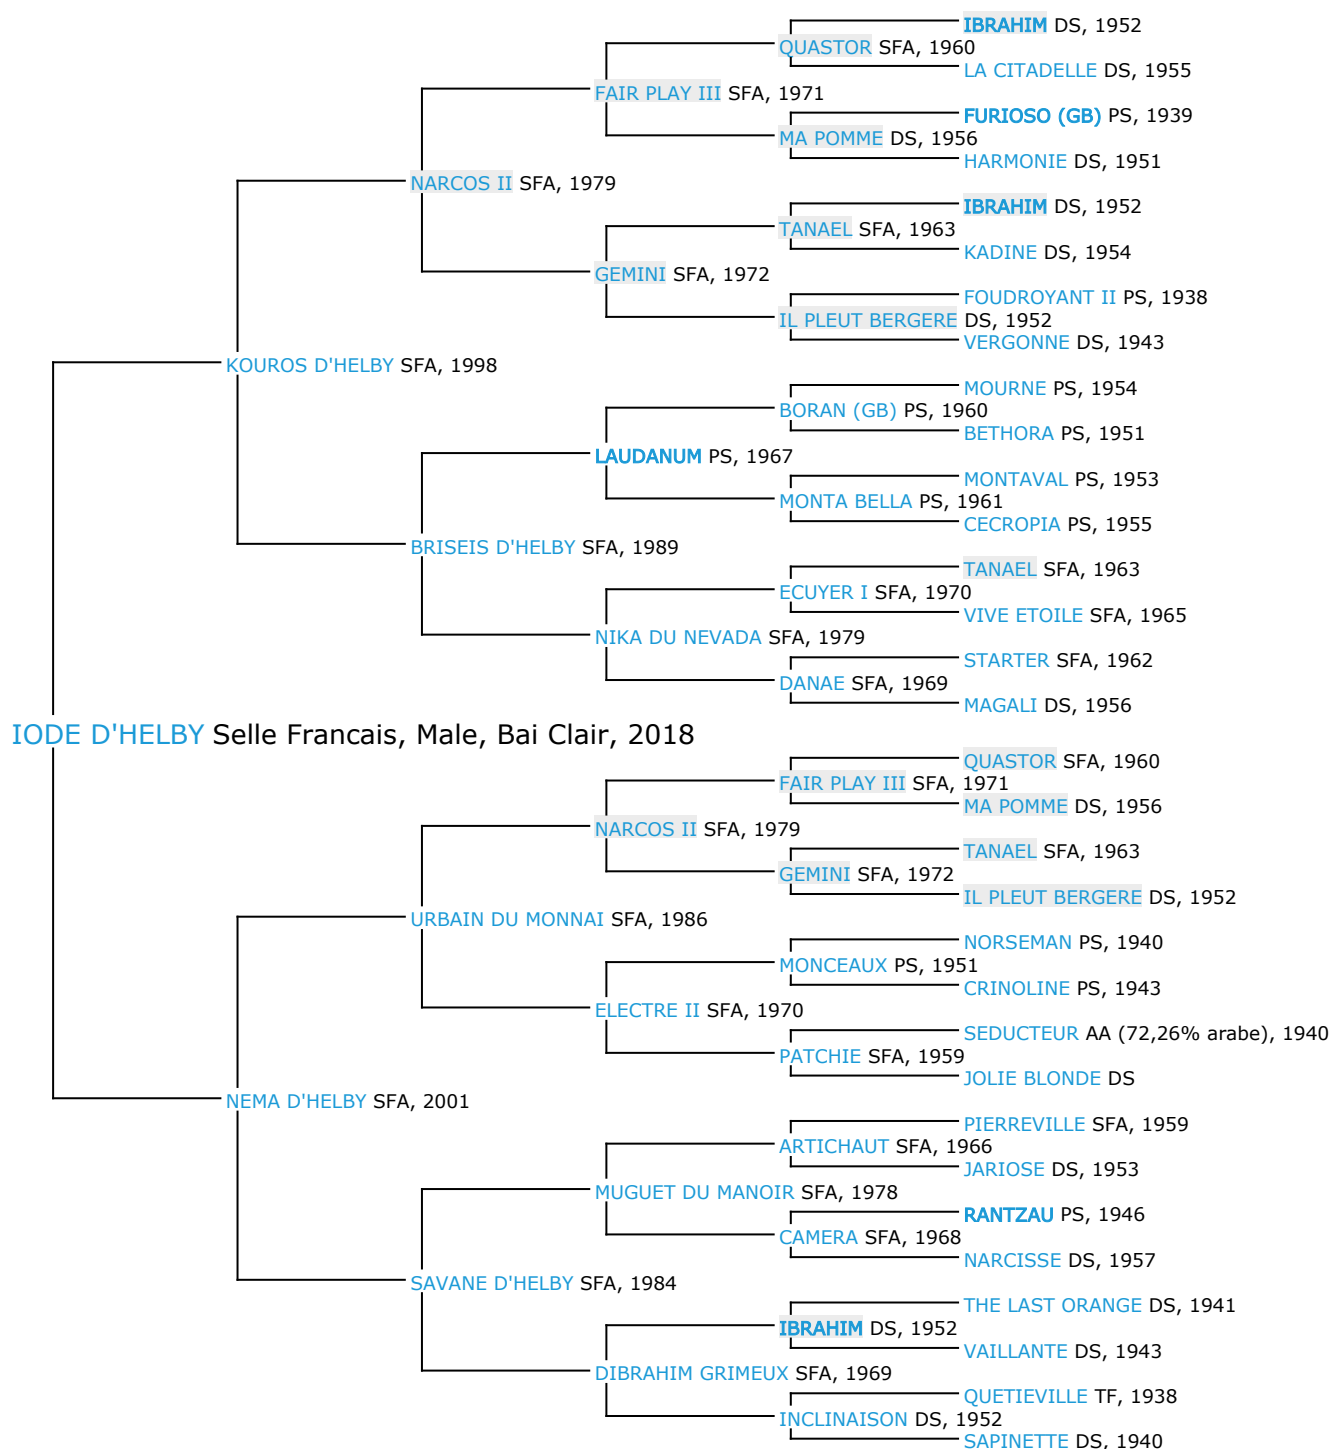 IBRAHIM DS, 1952
QUASTOR SFA, 1960
LA CITADELLE DS, 1955
FAIR PLAY III SFA, 1971
FURIOSO (GB) PS, 1939
MA POMME DS, 1956
HARMONIE DS, 1951
NARCOS II SFA, 1979
IBRAHIM DS, 1952
TANAEL SFA, 1963
KADINE DS, 1954
GEMINI SFA, 1972
FOUDROYANT II PS, 1938
IL PLEUT BERGERE DS, 1952
VERGONNE DS, 1943
KOUROS D'HELBY SFA, 1998
MOURNE PS, 1954
BORAN (GB) PS, 1960
BETHORA PS, 1951
LAUDANUM PS, 1967
MONTAVAL PS, 1953
MONTA BELLA PS, 1961
CECROPIA PS, 1955
BRISEIS D'HELBY SFA, 1989
TANAEL SFA, 1963
ECUYER I SFA, 1970
VIVE ETOILE SFA, 1965
NIKA DU NEVADA SFA, 1979
STARTER SFA, 1962
DANAE SFA, 1969
MAGALI DS, 1956
IODE D'HELBY Selle Francais, Male, Bai Clair, 2018
QUASTOR SFA, 1960
FAIR PLAY III SFA, 1971
MA POMME DS, 1956
NARCOS II SFA, 1979
TANAEL SFA, 1963
GEMINI SFA, 1972
IL PLEUT BERGERE DS, 1952
URBAIN DU MONNAI SFA, 1986
NORSEMAN PS, 1940
MONCEAUX PS, 1951
CRINOLINE PS, 1943
ELECTRE II SFA, 1970
SEDUCTEUR AA (72,26% arabe), 1940
PATCHIE SFA, 1959
JOLIE BLONDE DS
NEMA D'HELBY SFA, 2001
PIERREVILLE SFA, 1959
ARTICHAUT SFA, 1966
JARIOSE DS, 1953
MUGUET DU MANOIR SFA, 1978
RANTZAU PS, 1946
CAMERA SFA, 1968
NARCISSE DS, 1957
SAVANE D'HELBY SFA, 1984
THE LAST ORANGE DS, 1941
IBRAHIM DS, 1952
VAILLANTE DS, 1943
DIBRAHIM GRIMEUX SFA, 1969
QUETIEVILLE TF, 1938
INCLINAISON DS, 1952
SAPINETTE DS, 1940